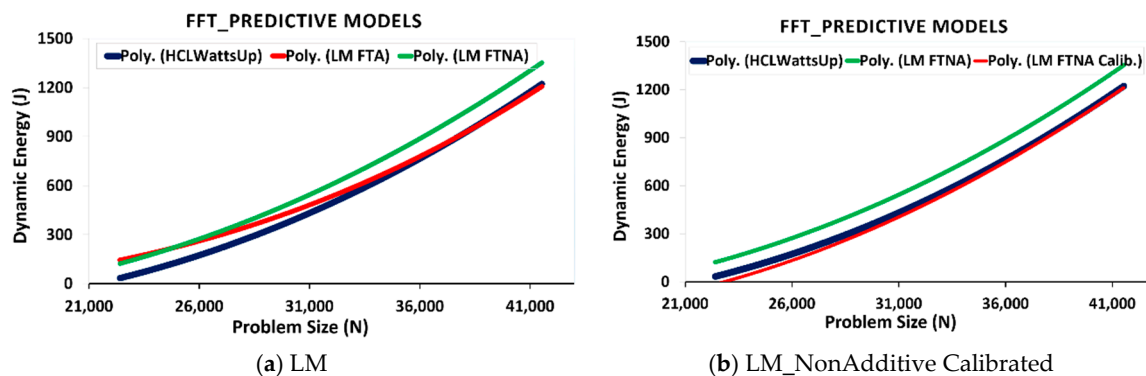 FFT_PREDICTIVE MODELS
Poly. (HCLWattsUp) Poly. (LM FTA) Poly. (LM FTNA)
Dynamic Energy (J)
1500
1200
900
600
300
0
21,000 26,000 31,000 36,000 41,000
Problem Size (N)
(a) LM
FFT_PREDICTIVE MODELS
Poly. (HCLWattsUp) Poly. (LM FTNA) Poly. (LM FTNA Calib.)
Dynamic Energy (J)
1500
1200
900
600
300
0
21,000 26,000 31,000 36,000 41,000
Problem Size (N)
(b) LM_NonAdditive Calibrated